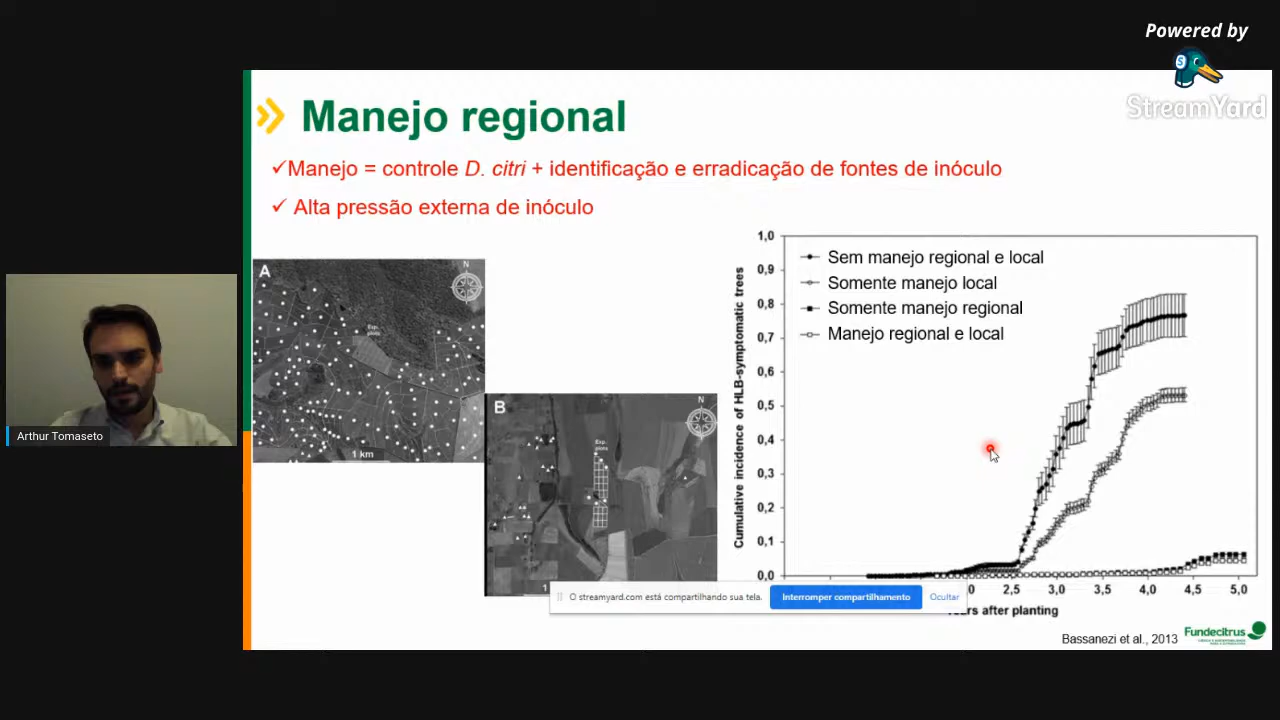 Powered by
StreamYard
Manejo regional
✓Manejo = controle D. citri + identificação e erradicação de fontes de inóculo
✓ Alta pressão externa de inóculo
A
N
Exp. plots
1 km
B
N
Exp. plots
1
Cumulative incidence of HLB-symptomatic trees
1,0
0,9
0,8
0,7
0,6
0,5
0,4
0,3
0,2
0,1
0,0
Sem manejo regional e local
Somente manejo local
Somente manejo regional
Manejo regional e local
0 2,5 3,0 3,5 4,0 4,5 5,0
Years after planting
O streamyard.com está compartilhando sua tela.
Interromper compartilhamento
Ocultar
Bassanezi et al., 2013
Fundecitrus
Arthur Tomaseto